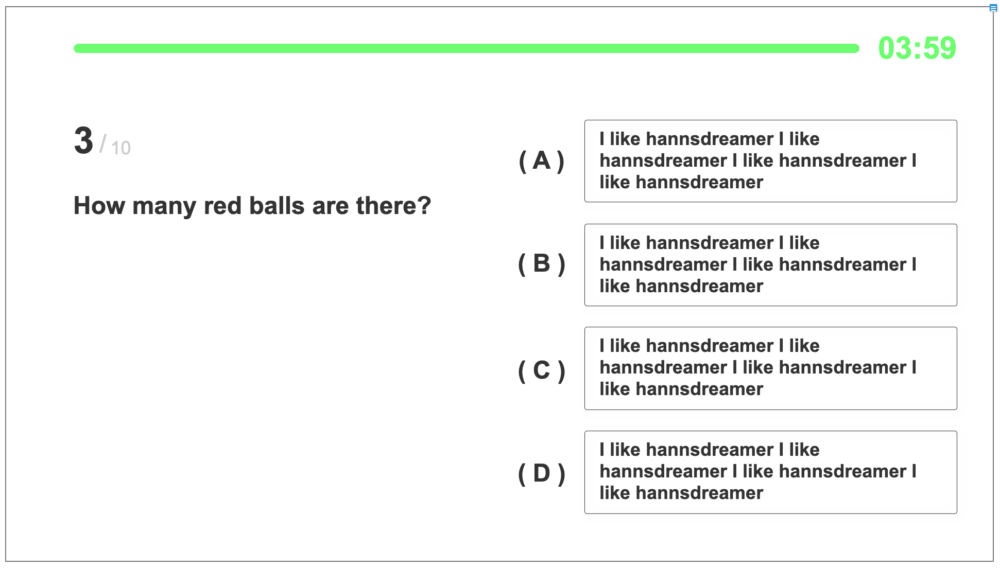 03:59
3 / 10
How many red balls are there?
( A )
I like hannsdreamer I like
hannsdreamer I like hannsdreamer I
like hannsdreamer
( B )
I like hannsdreamer I like
hannsdreamer I like hannsdreamer I
like hannsdreamer
( C )
I like hannsdreamer I like
hannsdreamer I like hannsdreamer I
like hannsdreamer
( D )
I like hannsdreamer I like
hannsdreamer I like hannsdreamer I
like hannsdreamer